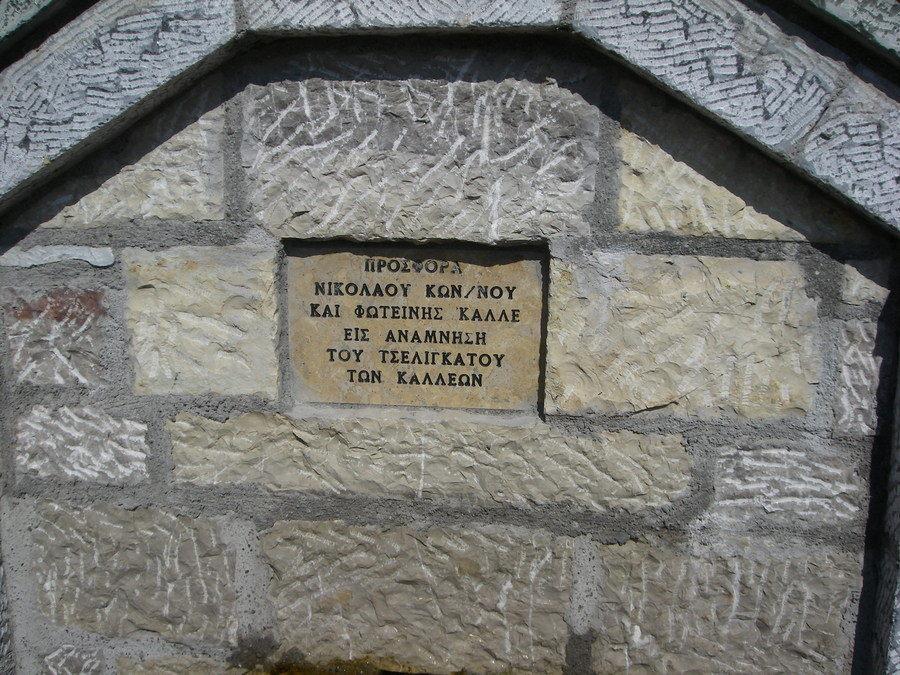 ΠΡΟΣΦΟΡΑ
ΝΙΚΟΛΑΟΥ ΚΩΝ/ΝΟΥ
ΚΑΙ ΦΩΤΕΙΝΗΣ ΚΑΛΛΕ
ΕΙΣ ΑΝΑΜΝΗΣΗ
ΤΟΥ ΤΣΕΛΙΓΚΑΤΟΥ
ΤΩΝ ΚΑΛΛΕΩΝ